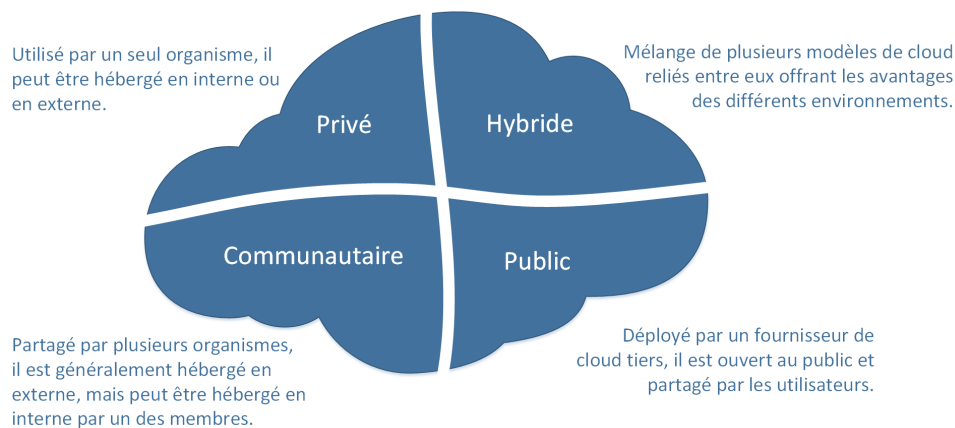 Utilisé par un seul organisme, il
peut être hébergé en interne ou
en externe.
Privé
Hybride
Mélange de plusieurs modèles de cloud
reliés entre eux offrant les avantages
des différents environnements.
Communautaire
Public
Partagé par plusieurs organismes,
il est généralement hébergé en
externe, mais peut être hébergé en
interne par un des membres.
Déployé par un fournisseur de
cloud tiers, il est ouvert au public et
partagé par les utilisateurs.